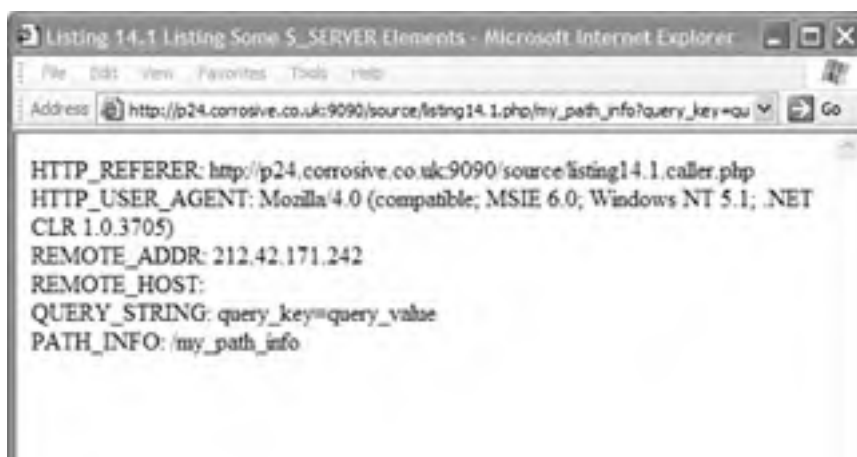 Listing 14.1 Listing Some $_SERVER Elements - Microsoft Internet Explorer
File Edit View Favorites Tools Help
Address http://p24.corrosive.co.uk:9090/source/listing14.1.php/my_path_info?query_key=qu Go
HTTP_REFERER: http://p24.corrosive.co.uk:9090/source/listing14.1.caller.php
HTTP_USER_AGENT: Mozilla/4.0 (compatible; MSIE 6.0; Windows NT 5.1; .NET
CLR 1.0.3705)
REMOTE_ADDR: 212.42.171.242
REMOTE_HOST:
QUERY_STRING: query_key=query_value
PATH_INFO: /my_path_info